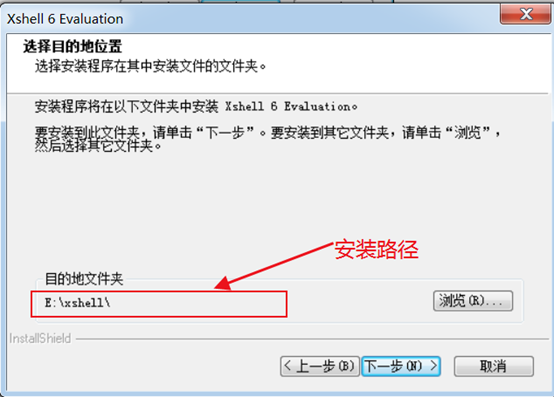 Xshell 6 Evaluation
选择目的地位置
选择安装程序在其中安装文件的文件夹。
安装程序将在以下文件夹中安装 Xshell 6 Evaluation。
要安装到此文件夹，请单击“下一步”。要安装到其它文件夹，请单击“浏览”，
然后选择其它文件夹。
安装路径
目的地文件夹
E:\xshell\
浏览(R)...
InstallShield
< 上一步(B)
下一步(N) >
取消